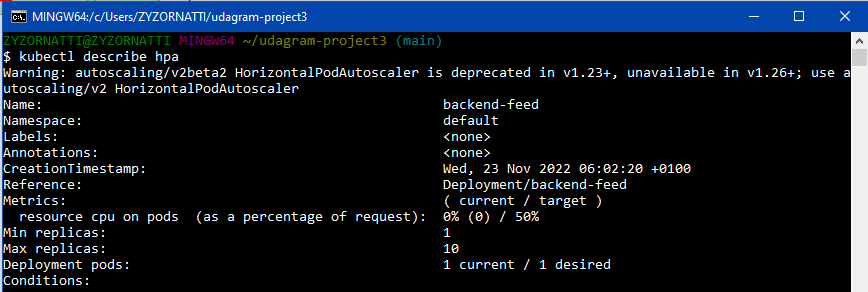 MINGW64:/c/Users/ZYZORNATTI/udagram-project3
ZYZORNATTI@ZYZORNATTI MINGW64 ~/udagram-project3 (main)
$ kubectl describe hpa
Warning: autoscaling/v2beta2 HorizontalPodAutoscaler is deprecated in v1.23+, unavailable in v1.26+; use a
utoscaling/v2 HorizontalPodAutoscaler
Name: backend-feed
Namespace: default
Labels: <none>
Annotations: <none>
CreationTimestamp: Wed, 23 Nov 2022 06:02:20 +0100
Reference: Deployment/backend-feed
Metrics: ( current / target )
resource cpu on pods (as a percentage of request): 0% (0) / 50%
Min replicas: 1
Max replicas: 10
Deployment pods: 1 current / 1 desired
Conditions: